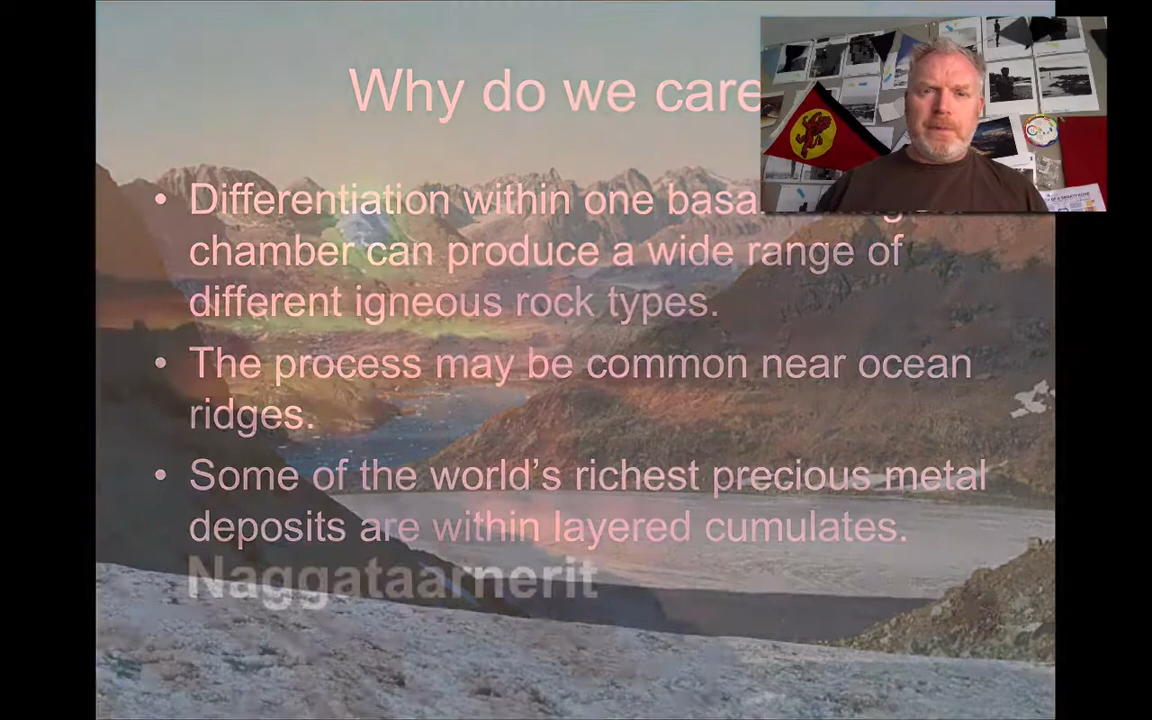 Why do we care
• Differentiation within one basa
chamber can produce a wide range of
different igneous rock types.
• The process may be common near ocean
ridges.
• Some of the world’s richest precious metal
deposits are within layered cumulates.
Naggataarnerit